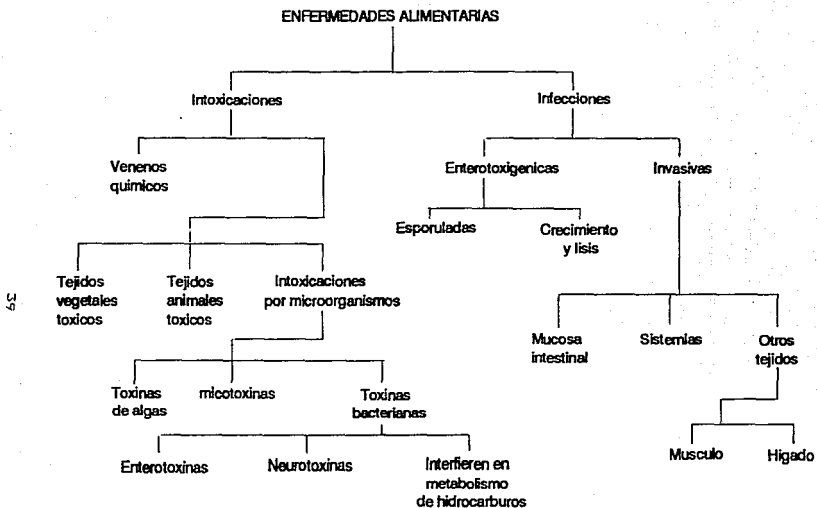 ENFERMEDADES ALIMENTARIAS
Intoxicaciones
Infecciones
Venenos
quimicos
Enterotoxigenicas
Invasivas
Esporuladas
Crecimiento
y lisis
Tejidos
vegetales
toxicos
Tejidos
animales
toxicos
Intoxicaciones
por microorganismos
39
Mucosa
intestinal
Sistemias
Otros
tejidos
Toxinas
de algas
micotoxinas
Toxinas
bacterianas
Musculo
Higado
Enterotoxinas
Neurotoxinas
Interfieren en
metabolismo
de hidrocarburos